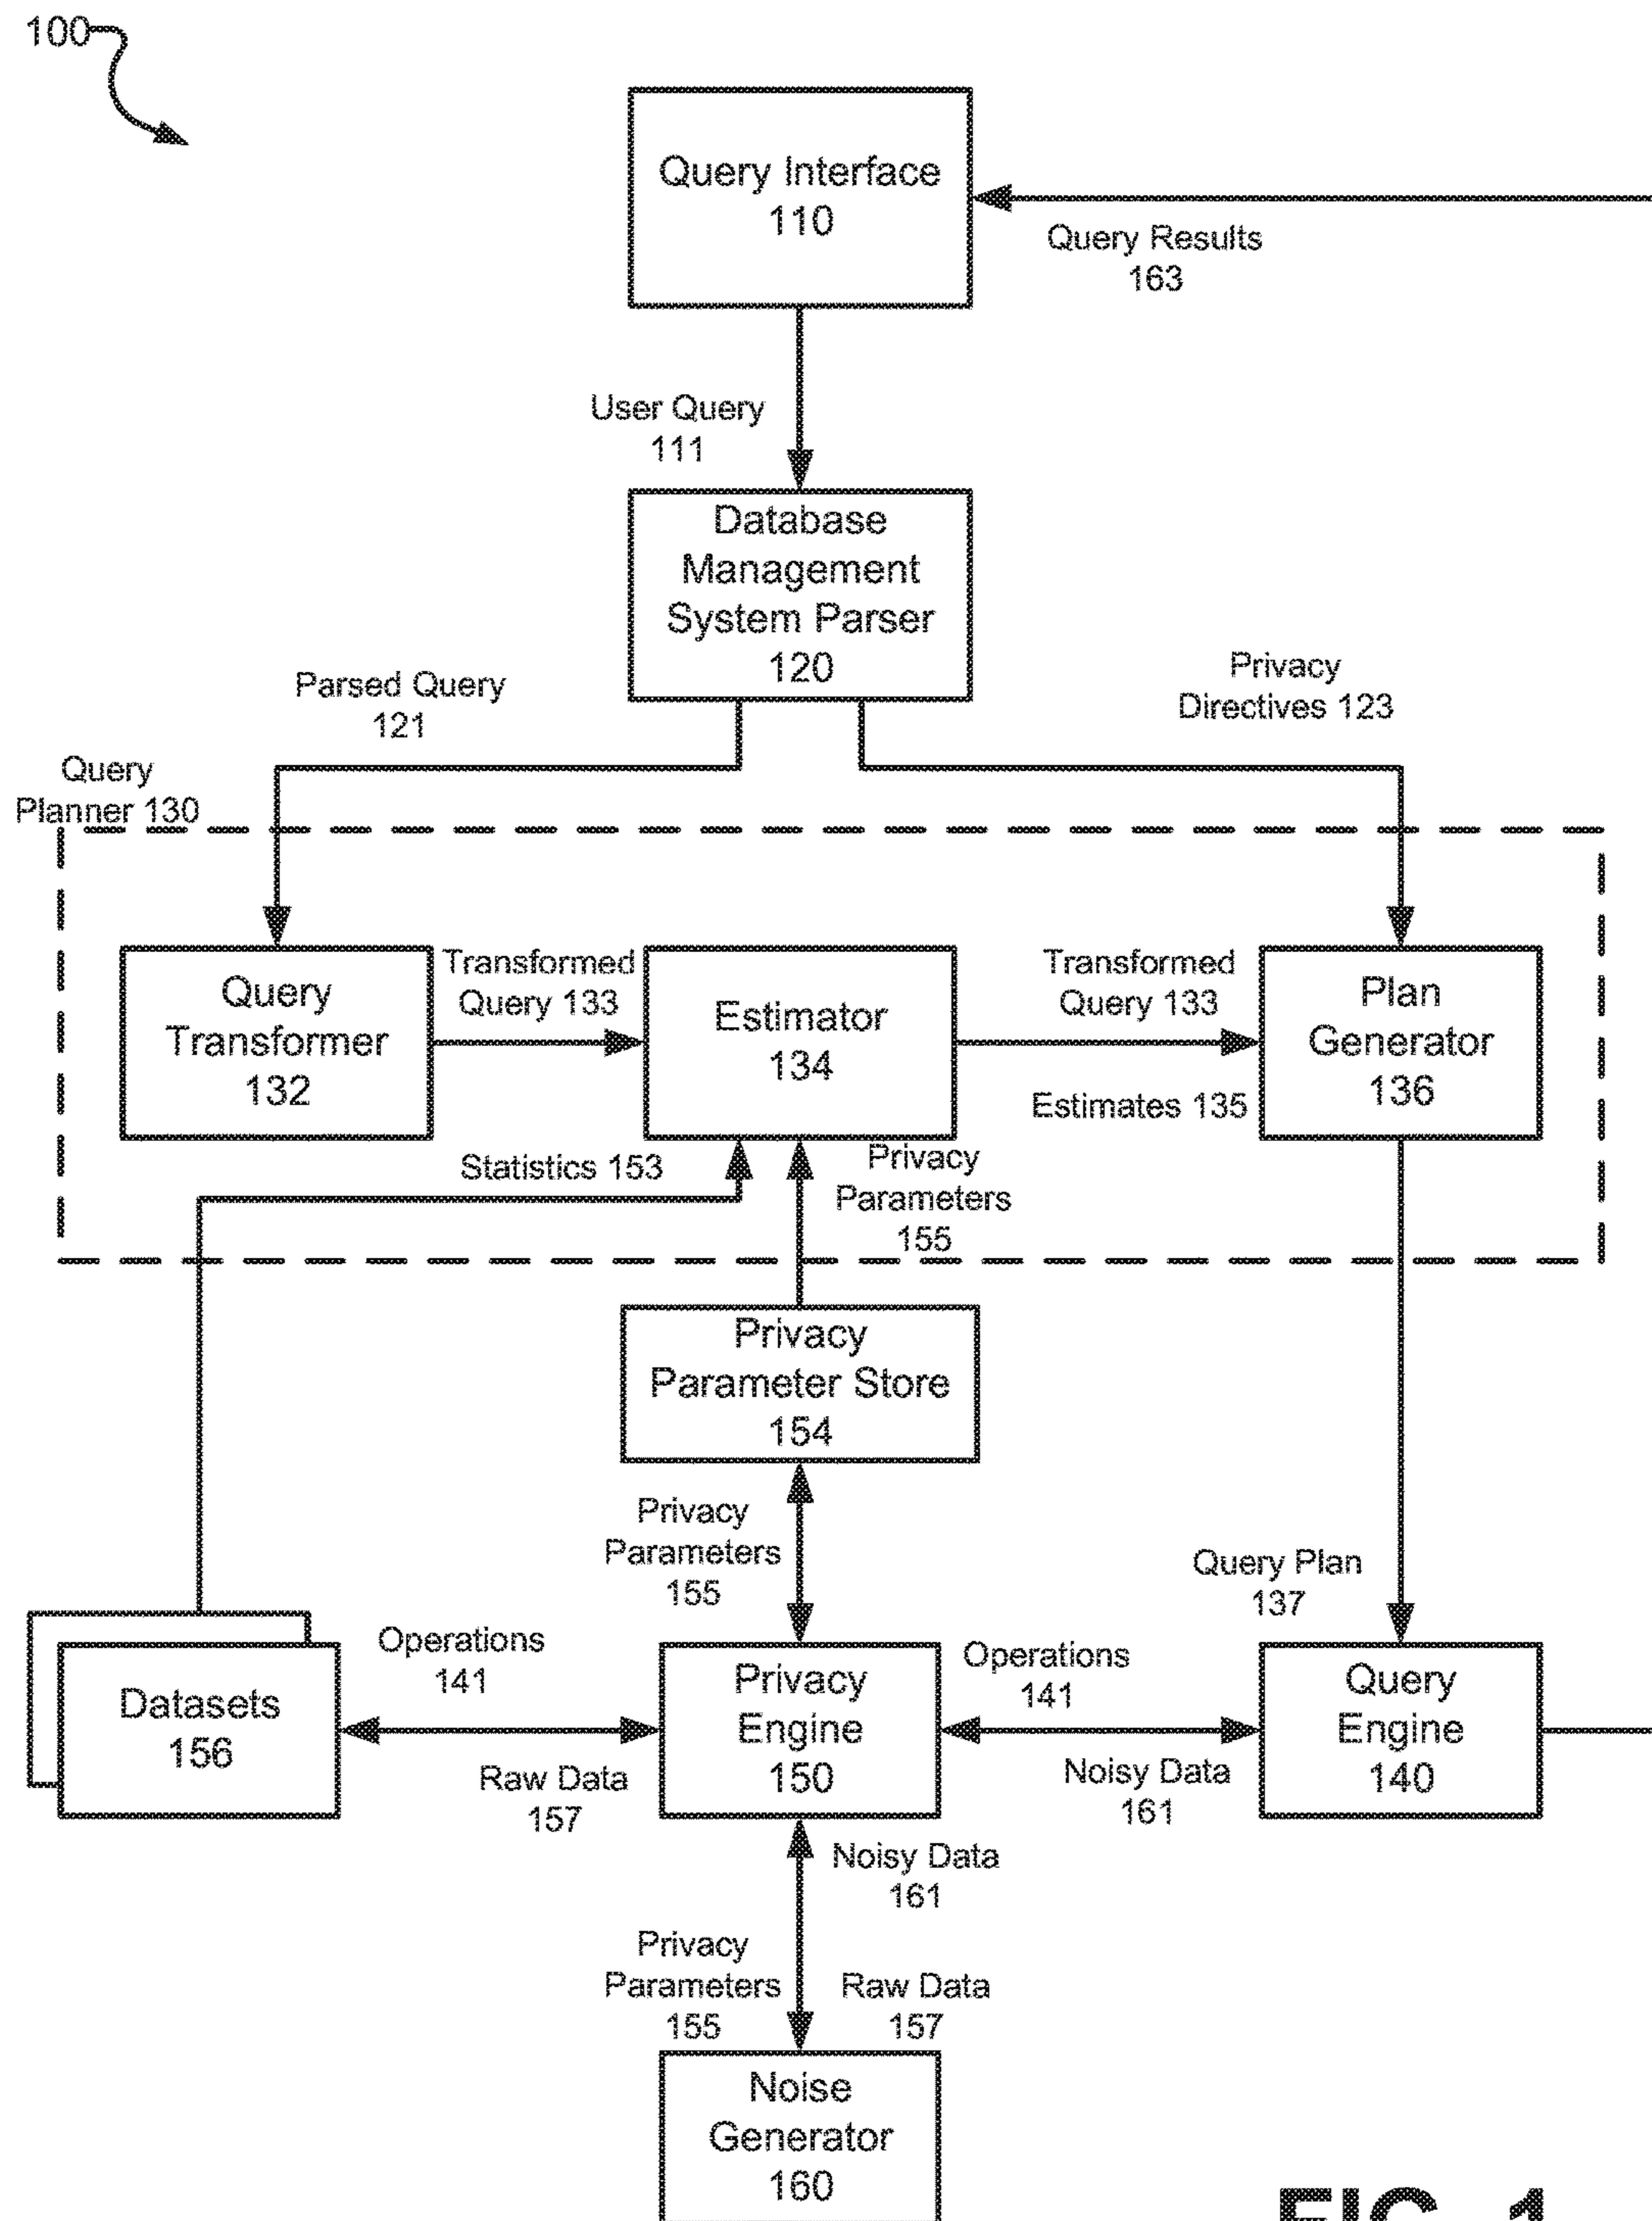 100
Query Interface
110
Query Results
163
User Query
111
Database
Management
System Parser
120
Parsed Query
121
Privacy
Directives 123
Query
Planner 130
Query
Transformer
132
Transformed
Query 133
Estimator
134
Transformed
Query 133
Estimates 135
Plan
Generator
136
Statistics 153
Privacy
Parameters
155
Privacy
Parameter Store
154
Privacy
Parameters
155
Query Plan
137
Datasets
156
Operations
141
Raw Data
157
Privacy
Engine
150
Operations
141
Noisy Data
161
Query
Engine
140
Noisy Data
161
Privacy
Parameters
155
Raw Data
157
Noise
Generator
160
FIG. 1